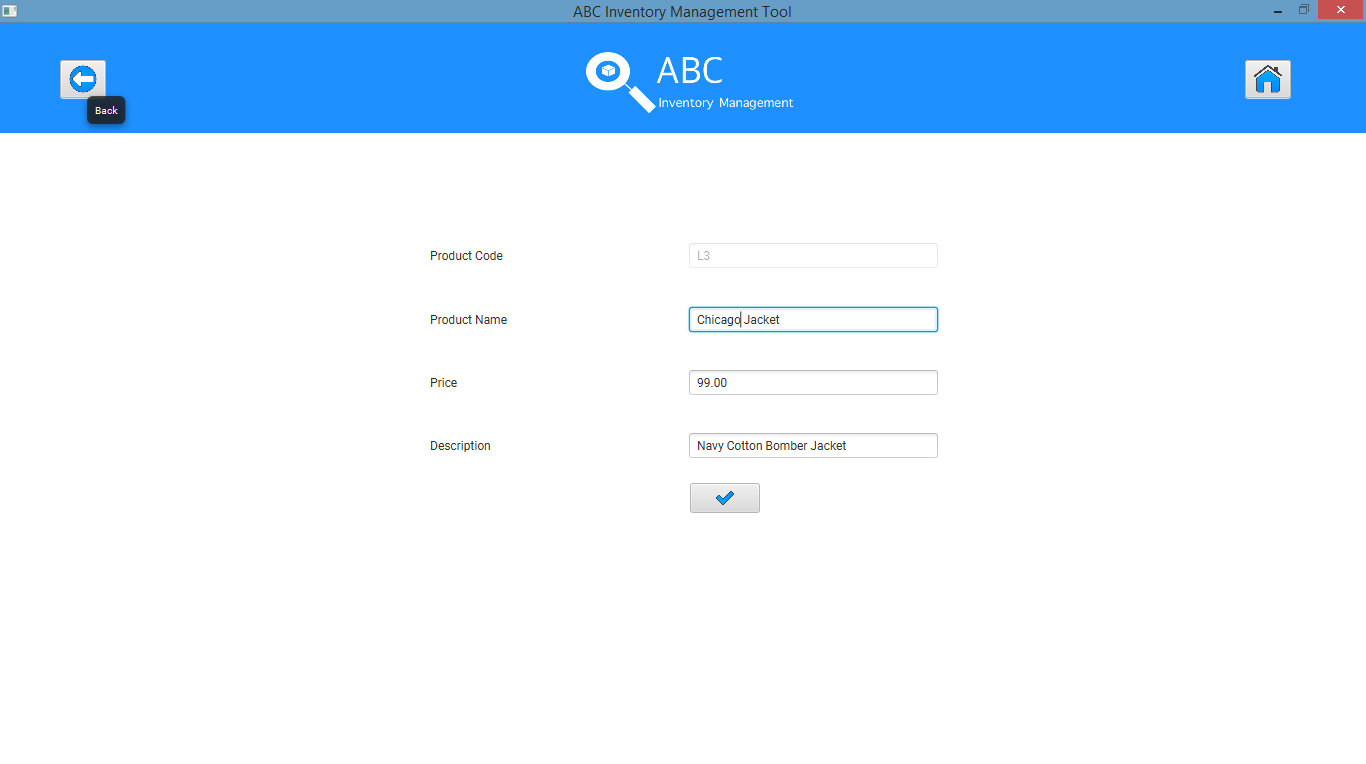 ABC Inventory Management Tool
ABC
Inventory Management
Back
Product Code L3
Product Name Chicago Jacket
Price 99.00
Description Navy Cotton Bomber Jacket